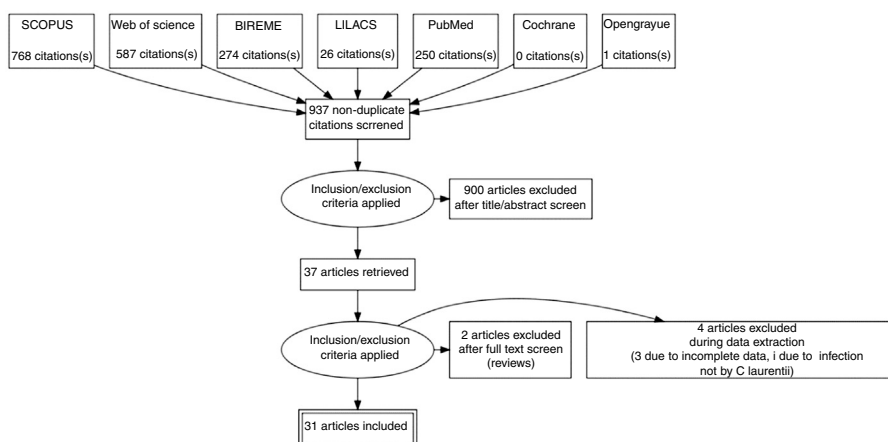 SCOPUS
768 citations(s)
Web of science
587 citations(s)
BIREME
274 citations(s)
LILACS
26 citations(s)
PubMed
250 citations(s)
Cochrane
0 citations(s)
Opengrayue
1 citations(s)
937 non-duplicate
citations scrrened
Inclusion/exclusion
criteria applied
900 articles excluded
after title/abstract screen
37 articles retrieved
Inclusion/exclusion
criteria applied
2 articles excluded
after full text screen
(reviews)
4 articles excluded
during data extraction
(3 due to incomplete data, i due to infection
not by C laurentii)
31 articles included